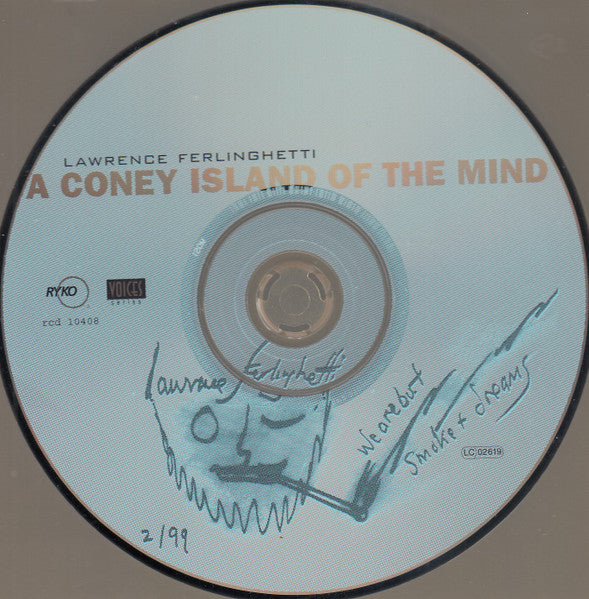 LAWRENCE FERLINGHETTI
A CONEY ISLAND OF THE MIND
RYKO
VOICES
series
rcd 10408
Lawrence Ferlinghetti
We are but
Smoke + dreams
LC 02619
2/99